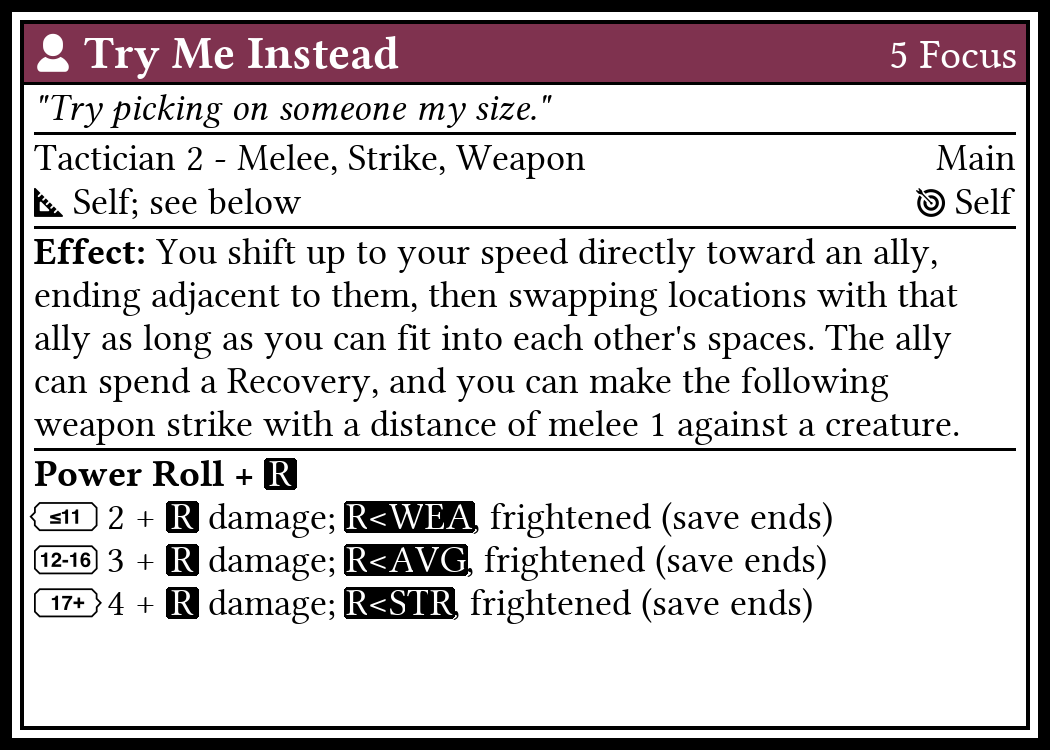 Try Me Instead 5 Focus
"Try picking on someone my size."
Tactician 2 - Melee, Strike, Weapon Main
Self; see below Self
Effect: You shift up to your speed directly toward an ally,
ending adjacent to them, then swapping locations with that
ally as long as you can fit into each other's spaces. The ally
can spend a Recovery, and you can make the following
weapon strike with a distance of melee 1 against a creature.
Power Roll + R
≤11 2 + R damage; R<WEA, frightened (save ends)
12-16 3 + R damage; R<AVG, frightened (save ends)
17+ 4 + R damage; R<STR, frightened (save ends)